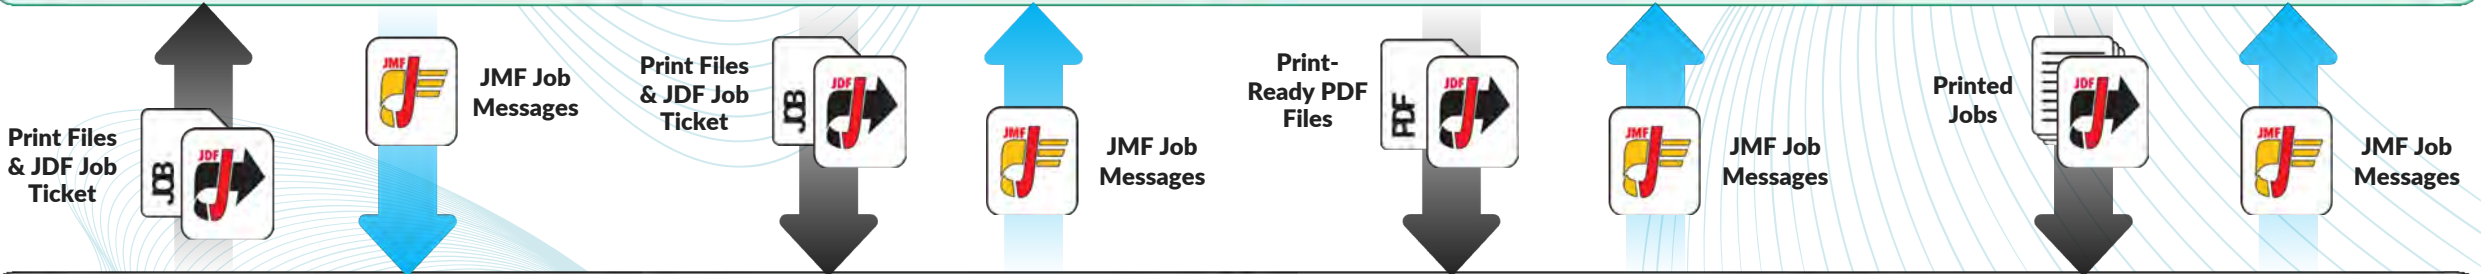 Print Files
& JDF Job
Ticket
JOB
JDF
JMF
JMF Job
Messages
Print Files
& JDF Job
Ticket
JOB
JDF
JMF
JMF Job
Messages
Print-
Ready PDF
Files
PDF
JDF
JMF
JMF Job
Messages
Printed
Jobs
JDF
JMF
JMF Job
Messages